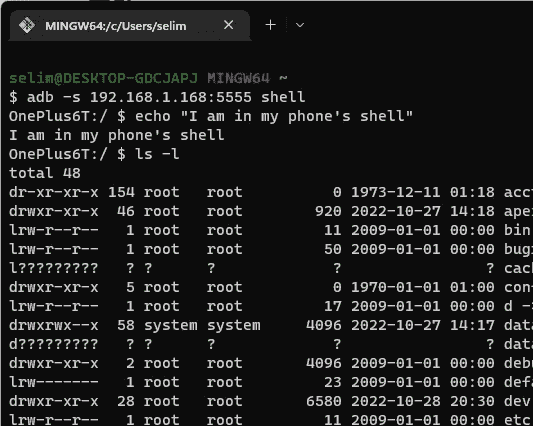 MINGW64:/c/Users/selim
selim@DESKTOP-GDCJAPJ MINGW64 ~
$ adb -s 192.168.1.168:5555 shell
OnePlus6T:/ $ echo "I am in my phone's shell"
I am in my phone's shell
OnePlus6T:/ $ ls -l
total 48
dr-xr-xr-x 154 root   root            0 1973-12-11 01:18 acct
drwxr-xr-x  46 root   root          920 2022-10-27 14:18 ape
lrw-r--r--   1 root   root           11 2009-01-01 00:00 bin
lrw-r--r--   1 root   root           50 2009-01-01 00:00 bug
l?????????   ? ?      ?               ?                ? cac
drwxr-xr-x   5 root   root            0 1970-01-01 01:00 con
lrw-r--r--   1 root   root           17 2009-01-01 00:00 d -
drwxrwx--x  58 system system       4096 2022-10-27 14:17 data
d?????????   ? ?      ?               ?                ? data
drwxr-xr-x   2 root   root         4096 2009-01-01 00:00 deb
lrw-------   1 root   root           23 2009-01-01 00:00 defa
drwxr-xr-x  28 root   root         6580 2022-10-28 20:30 dev
lrw-r--r--   1 root   root           11 2009-01-01 00:00 etc